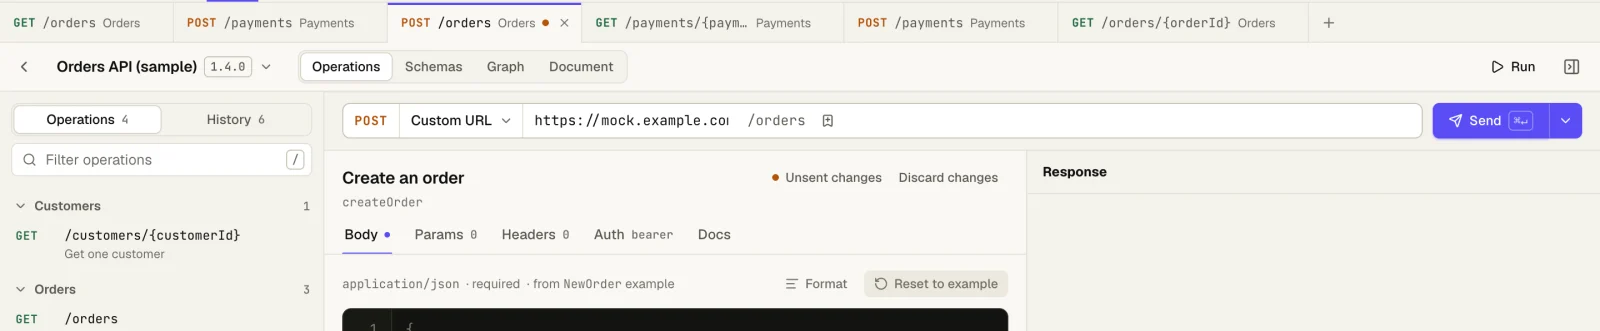 GET /orders Orders
POST /payments Payments
POST /orders Orders
GET /payments/{paym… Payments
POST /payments Payments
GET /orders/{orderId} Orders
Orders API (sample) 1.4.0
Operations Schemas Graph Document
Run
Operations 4 History 6
Filter operations /
Customers 1
GET /customers/{customerId}
Get one customer
Orders 3
GET /orders
POST Custom URL https://mock.example.co /orders
Send ⌘↵
Create an order
Unsent changes Discard changes
createOrder
Body Params 0 Headers 0 Auth bearer Docs
application/json · required · from NewOrder example
Format Reset to example
1 {
Response